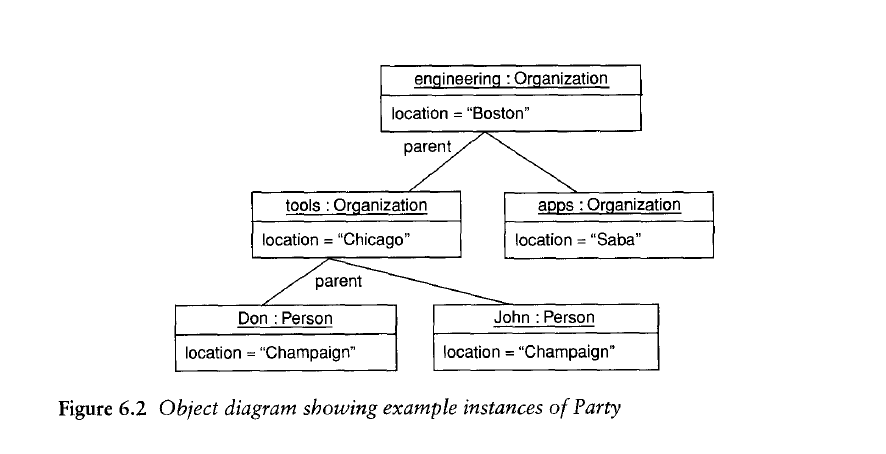 engineering : Organization
location = “Boston”
parent
tools : Organization
apps : Organization
location = “Chicago”
location = “Saba”
parent
Don : Person
John : Person
location = “Champaign”
location = “Champaign”
Figure 6.2 Object diagram showing example instances of Party